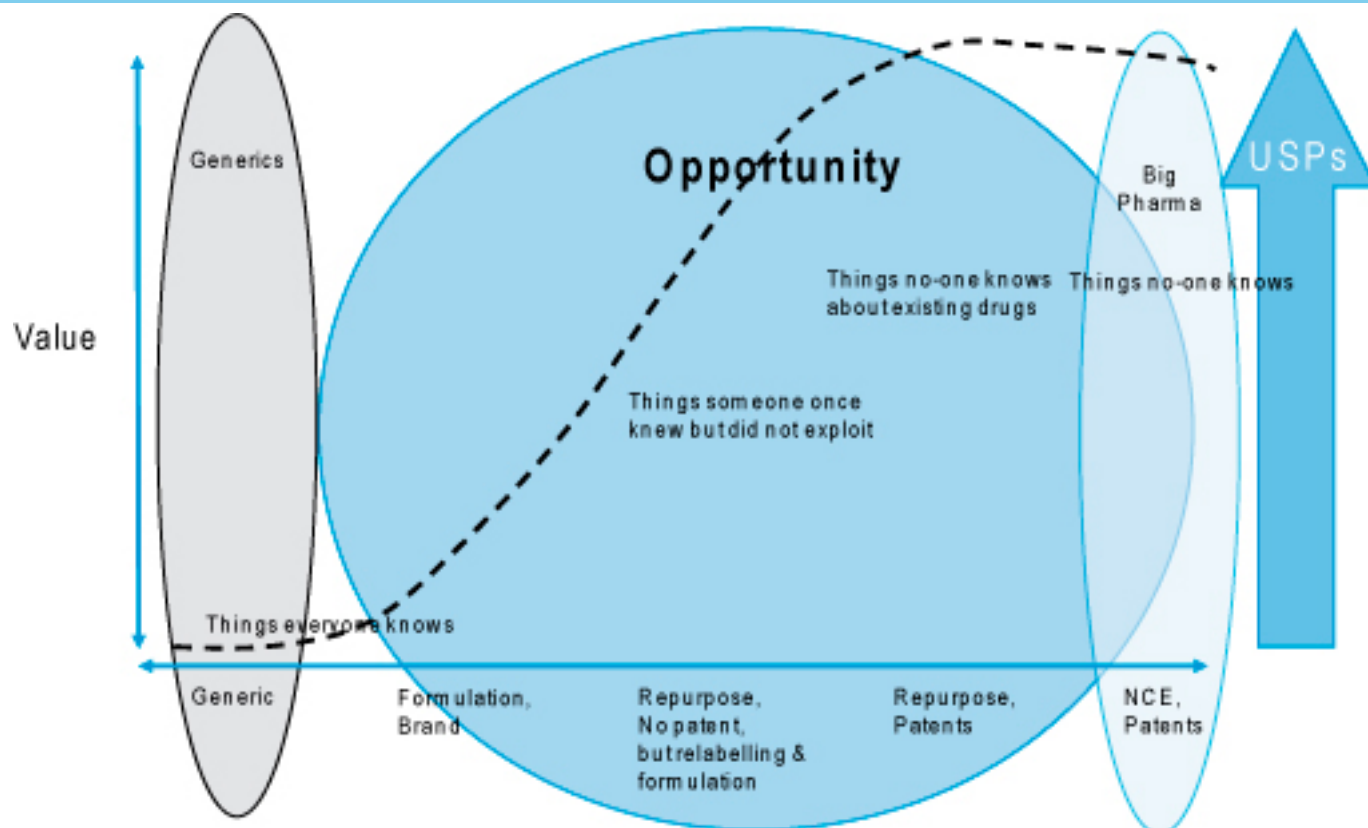 Generics
Opportunity
USPs
Big
Pharma
Things no-one knows
about existing drugs
Things no-one knows
Value
Things someone once
knew but did not exploit
Things everyone knows
Generic
Formulation,
Brand
Repurpose,
No patent,
but relabelling &
formulation
Repurpose,
Patents
NCE,
Patents